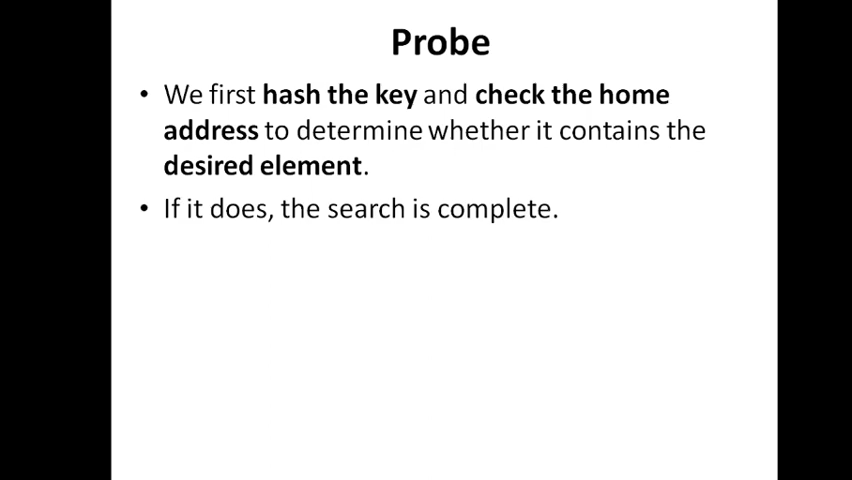 Probe
• We first hash the key and check the home
address to determine whether it contains the
desired element.
• If it does, the search is complete.